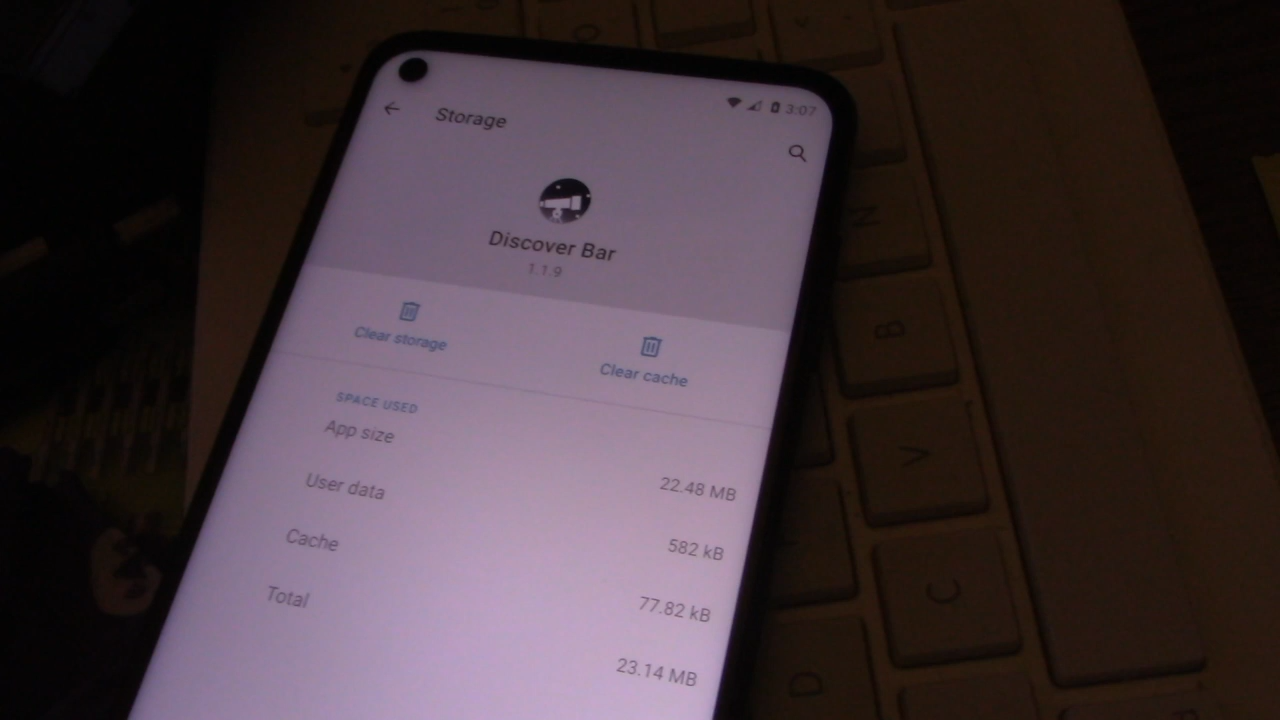 3:07
Storage
Discover Bar
1.1.9
Clear storage
Clear cache
SPACE USED
App size
22.48 MB
User data
582 kB
Cache
77.82 kB
Total
23.14 MB
N
B
V
C
D